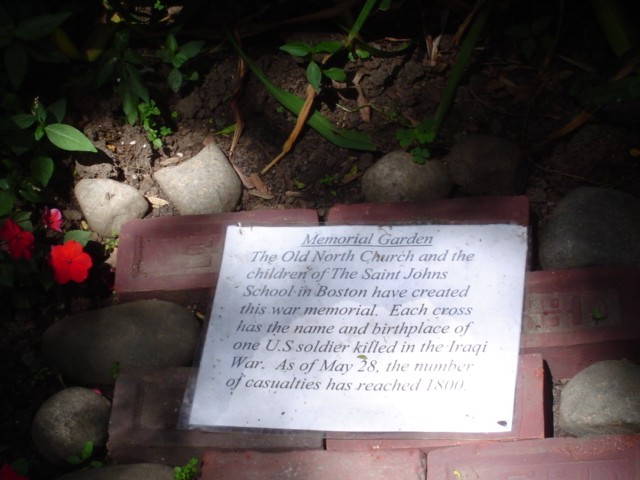 Memorial Garden
The Old North Church and the
children of The Saint Johns
School in Boston have created
this war memorial. Each cross
has the name and birthplace of
one U.S soldier killed in the Iraqi
War. As of May 28, the number
of casualties has reached 1800.